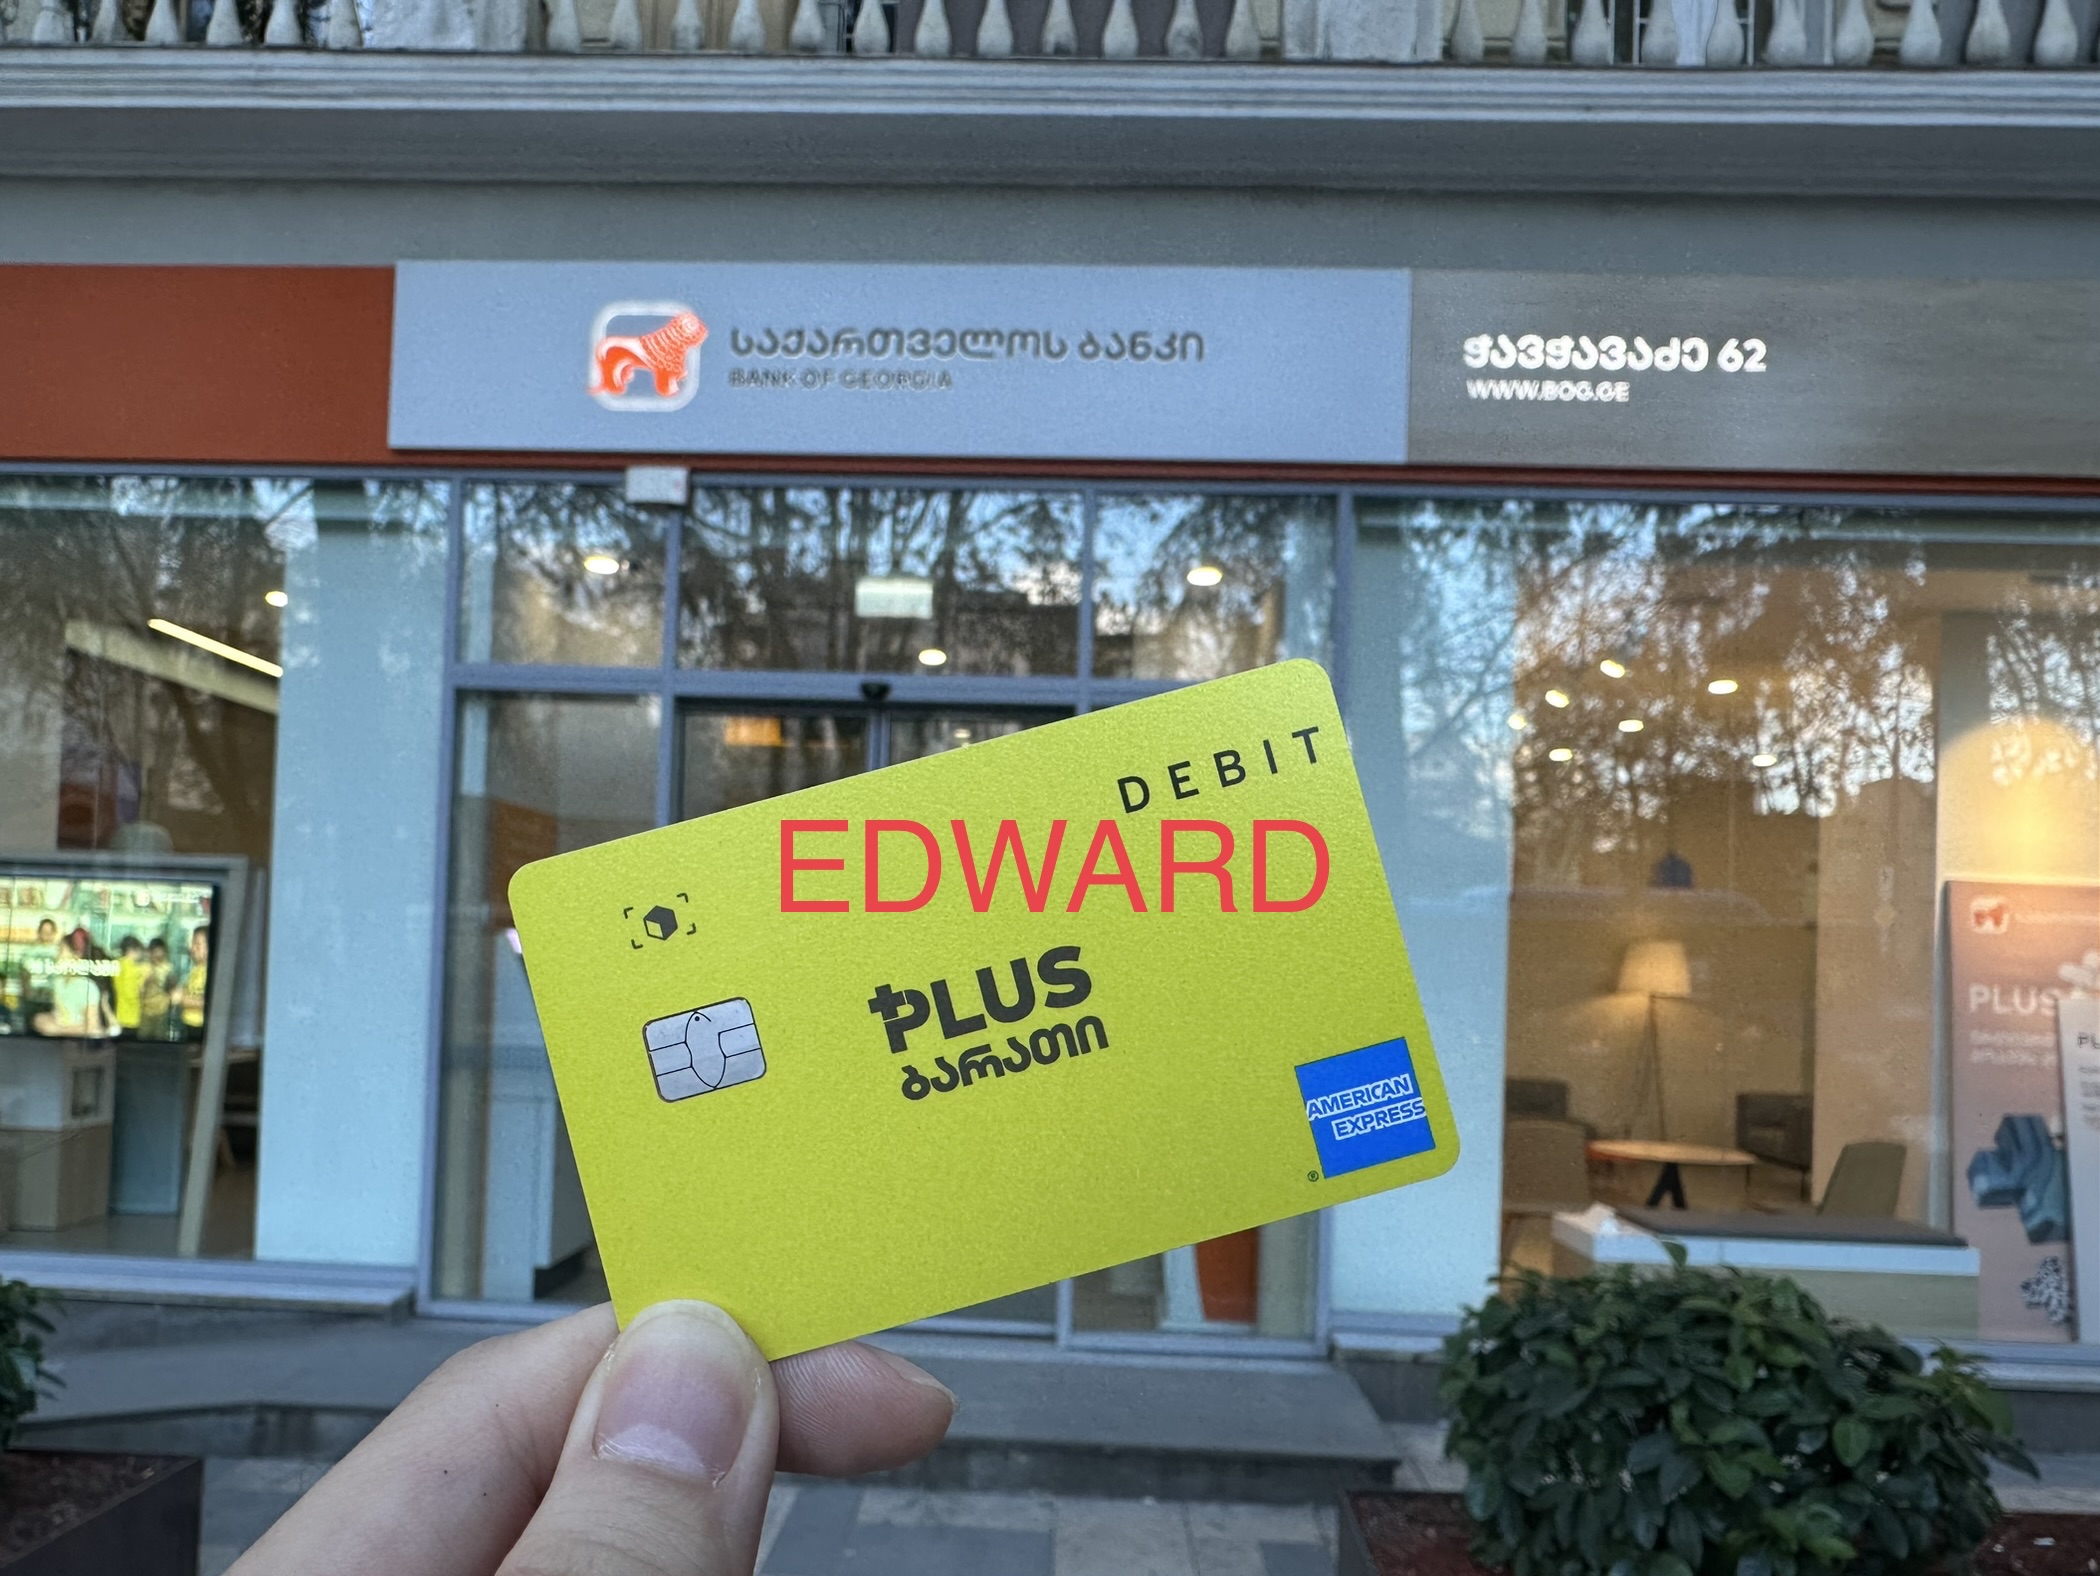 საქართველოს ბანკი
BANK OF GEORGIA
ჭავჭავაძე 62
WWW.BOG.GE
DEBIT
EDWARD
PLUS
ბარათი
AMERICAN
EXPRESS
®
PLUS